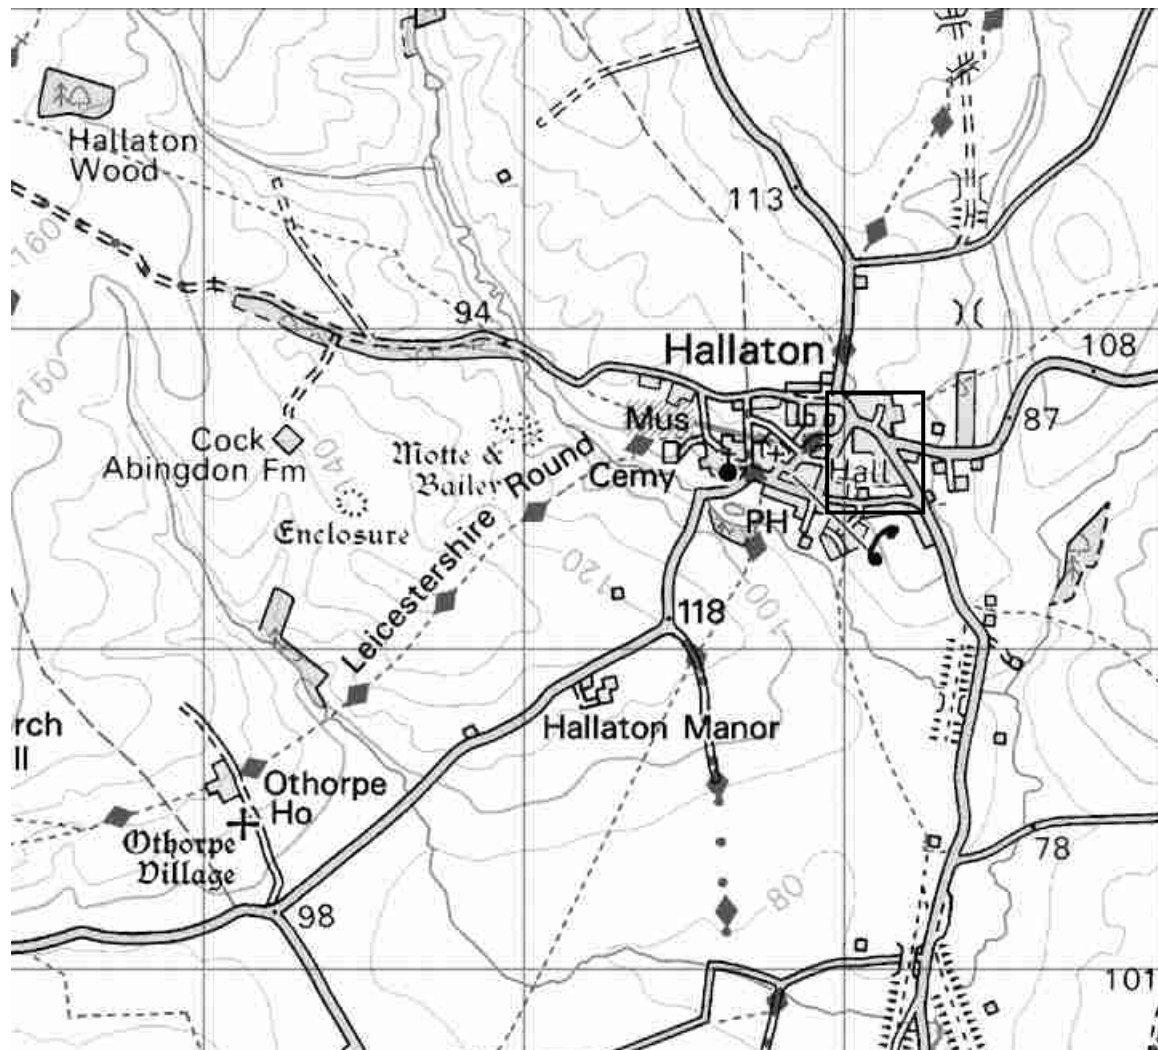 Hallaton
Wood
160
113
94
Hallaton
108
150
87
Mus
Cock
Abingdon Fm
140
Motte &
Bailey
Round
Cemy
Hall
Enclosure
PH
Leicestershire
120
100
118
Hallaton Manor
rch
ll
Othorpe
Ho
Othorpe
Village
78
80
98
101